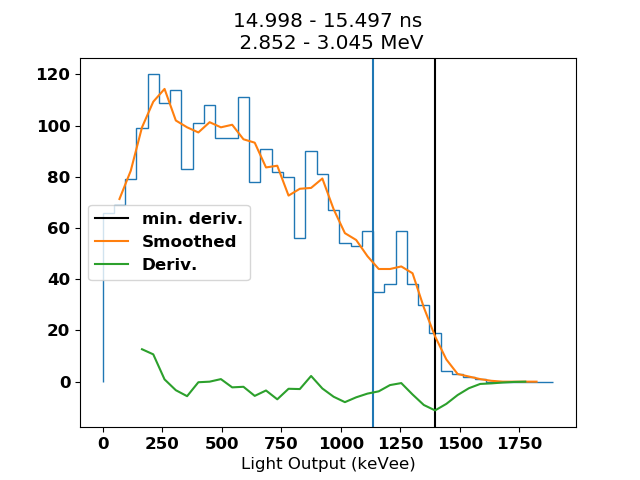 14.998 - 15.497 ns
2.852 - 3.045 MeV
120
100
80
60
40
20
0
min. deriv.
Smoothed
Deriv.
0 250 500 750 1000 1250 1500 1750
Light Output (keVee)